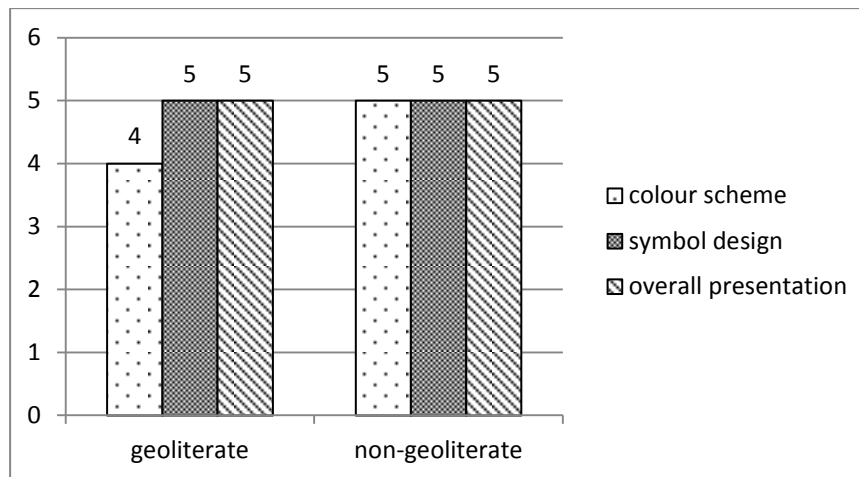 6
5
4
3
2
1
0
4
5
5
5
5
5
geoliterate
non-geoliterate
colour scheme
symbol design
overall presentation